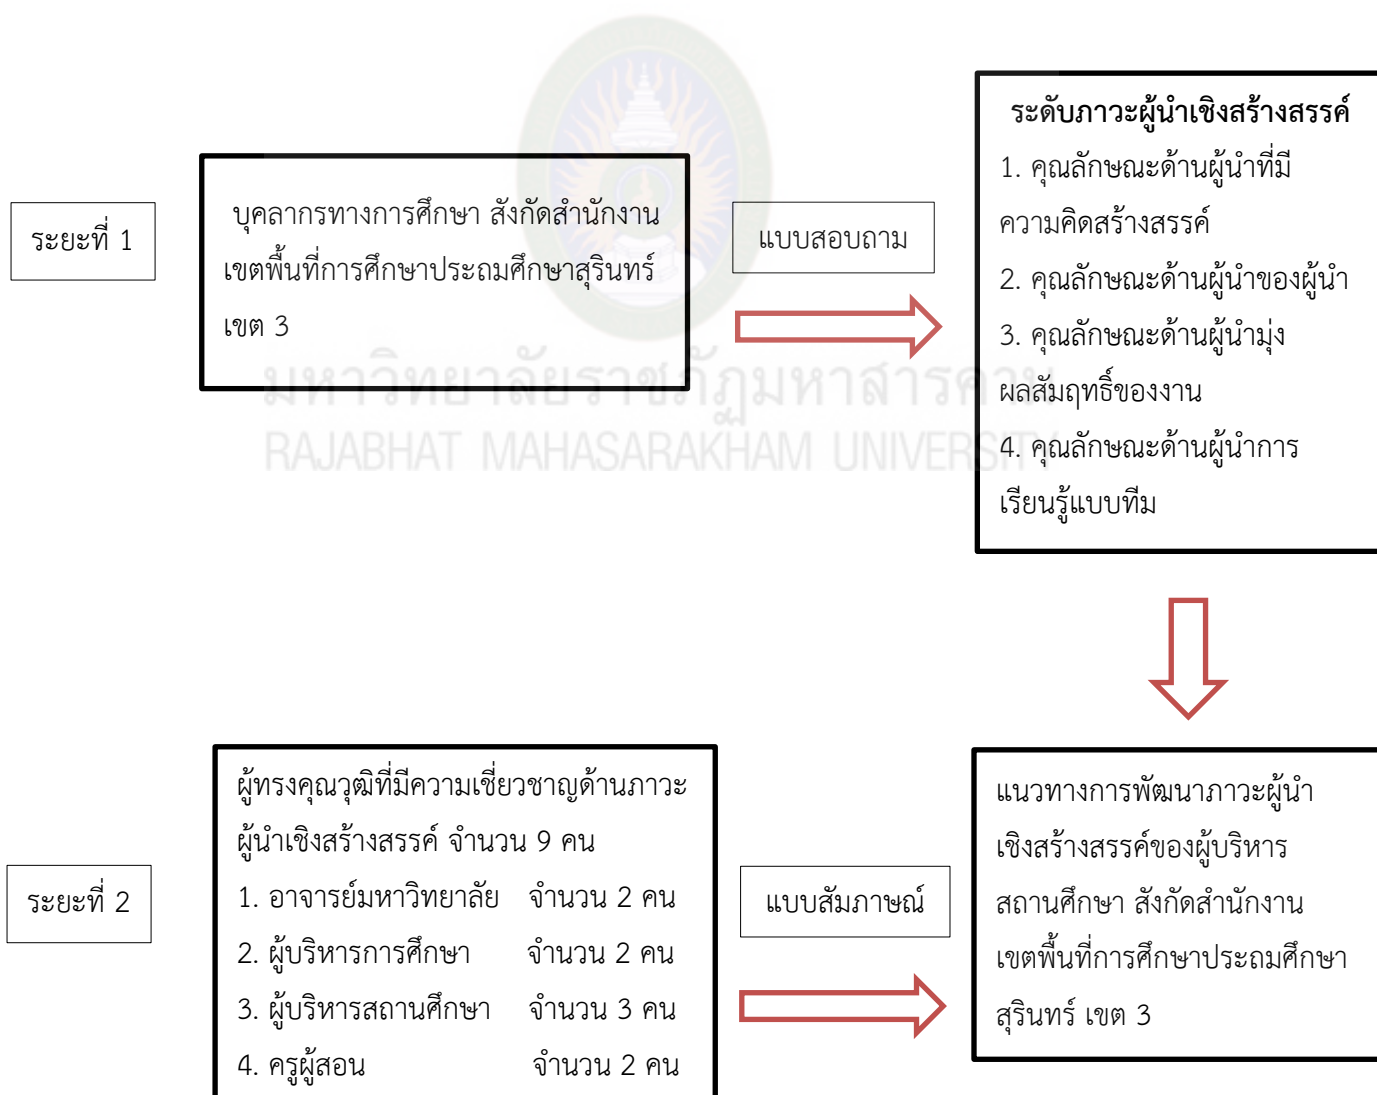 ระยะที่ 1
บุคลากรทางการศึกษา สังกัดสำนักงาน
เขตพื้นที่การศึกษาประถมศึกษาสุรินทร์
เขต 3
แบบสอบถาม
ระดับภาวะผู้นำเชิงสร้างสรรค์
1. คุณลักษณะด้านผู้นำที่มี
ความคิดสร้างสรรค์
2. คุณลักษณะด้านผู้นำของผู้นำ
3. คุณลักษณะด้านผู้นำมุ่ง
ผลสัมฤทธิ์ของงาน
4. คุณลักษณะด้านผู้นำการ
เรียนรู้แบบทีม
มหาวิทยาลัยราชภัฏมหาสารคาม
RAJABHAT MAHASARAKHAM UNIVERSITY
ระยะที่ 2
ผู้ทรงคุณวุฒิที่มีความเชี่ยวชาญด้านภาวะ
ผู้นำเชิงสร้างสรรค์ จำนวน 9 คน
1. อาจารย์มหาวิทยาลัย จำนวน 2 คน
2. ผู้บริหารการศึกษา จำนวน 2 คน
3. ผู้บริหารสถานศึกษา จำนวน 3 คน
4. ครูผู้สอน จำนวน 2 คน
แบบสัมภาษณ์
แนวทางการพัฒนาภาวะผู้นำ
เชิงสร้างสรรค์ของผู้บริหาร
สถานศึกษา สังกัดสำนักงาน
เขตพื้นที่การศึกษาประถมศึกษา
สุรินทร์ เขต 3